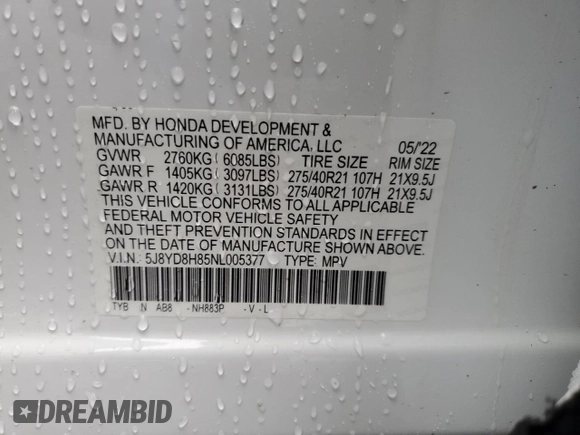 MFD. BY HONDA DEVELOPMENT &
MANUFACTURING OF AMERICA, LLC 05/'22
GVWR 2760KG ( 6085LBS) TIRE SIZE RIM SIZE
GAWR F 1405KG ( 3097LBS) 275/40R21 107H 21X9.5J
GAWR R 1420KG ( 3131LBS) 275/40R21 107H 21X9.5J
THIS VEHICLE CONFORMS TO ALL APPLICABLE
FEDERAL MOTOR VEHICLE SAFETY
AND THEFT PREVENTION STANDARDS IN EFFECT
ON THE DATE OF MANUFACTURE SHOWN ABOVE.
V.I.N.: 5J8YD8H85NL005377 TYPE: MPV
TYB N AB8 -NH883P -V-L
DREAMBID